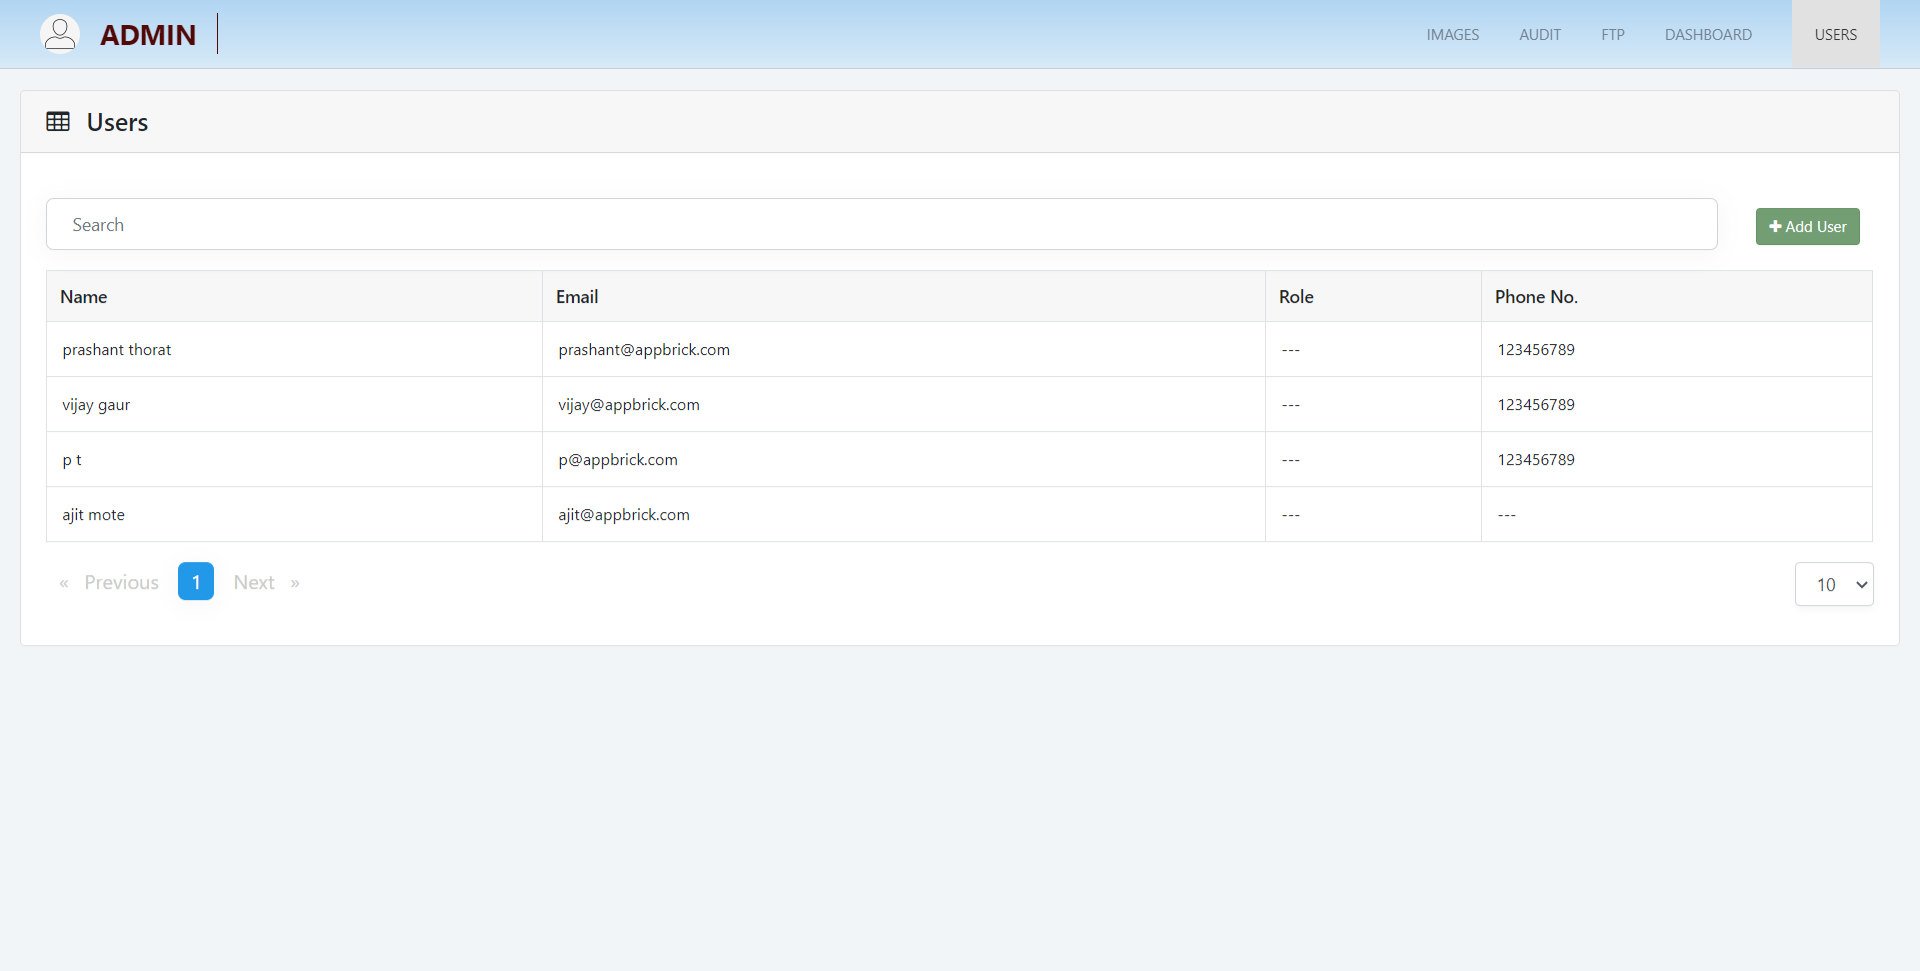 ADMIN
IMAGES AUDIT FTP DASHBOARD USERS
Users
Search
Add User
Name Email Role Phone No.
prashant thorat prashant@appbrick.com --- 123456789
vijay gaur vijay@appbrick.com --- 123456789
p t p@appbrick.com --- 123456789
ajit mote ajit@appbrick.com --- ---
« Previous 1 Next » 10